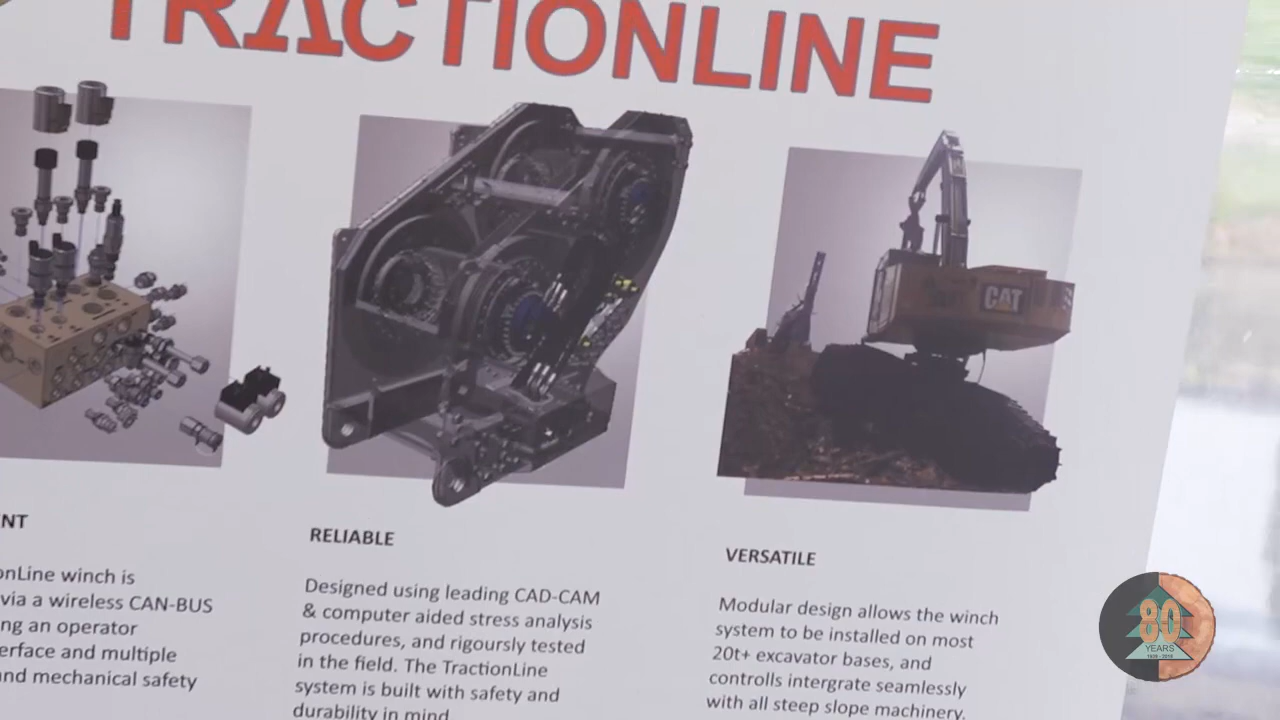 TRACTIONLINE
CAT
NT
onLine winch is
via a wireless CAN-BUS
ng an operator
erface and multiple
nd mechanical safety
RELIABLE
Designed using leading CAD-CAM
& computer aided stress analysis
procedures, and rigoursly tested
in the field. The TractionLine
system is built with safety and
durability in mind
VERSATILE
Modular design allows the winch
system to be installed on most
20t+ excavator bases, and
controlls intergrate seamlessly
with all steep slope machinery.
80
YEARS